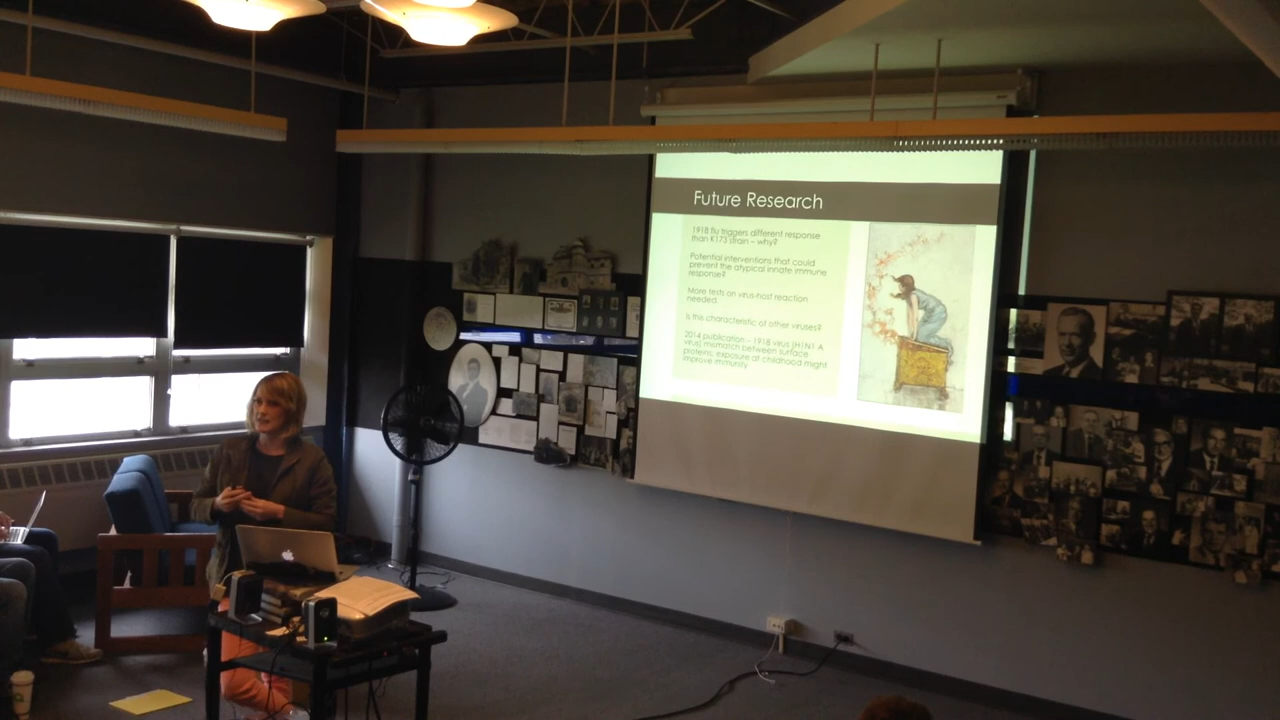 Future Research
1918 flu triggers different response
than K173 strain – why?
Potential interventions that could
prevent the atypical innate immune
response?
More tests on virus-host reaction
needed.
Is this characteristic of other viruses?
2014 publication – 1918 virus (H1N1 A
virus) mismatch between surface
proteins; exposure at childhood might
improve immunity